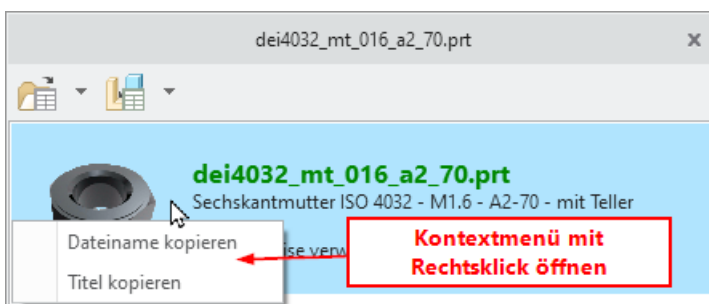 dei4032_mt_016_a2_70.prt
dei4032_mt_016_a2_70.prt
Sechskantmutter ISO 4032 - M1.6 - A2-70 - mit Teller
Dateiname kopieren
Kontextmenü mit
Rechtsklick öffnen
Titel kopieren